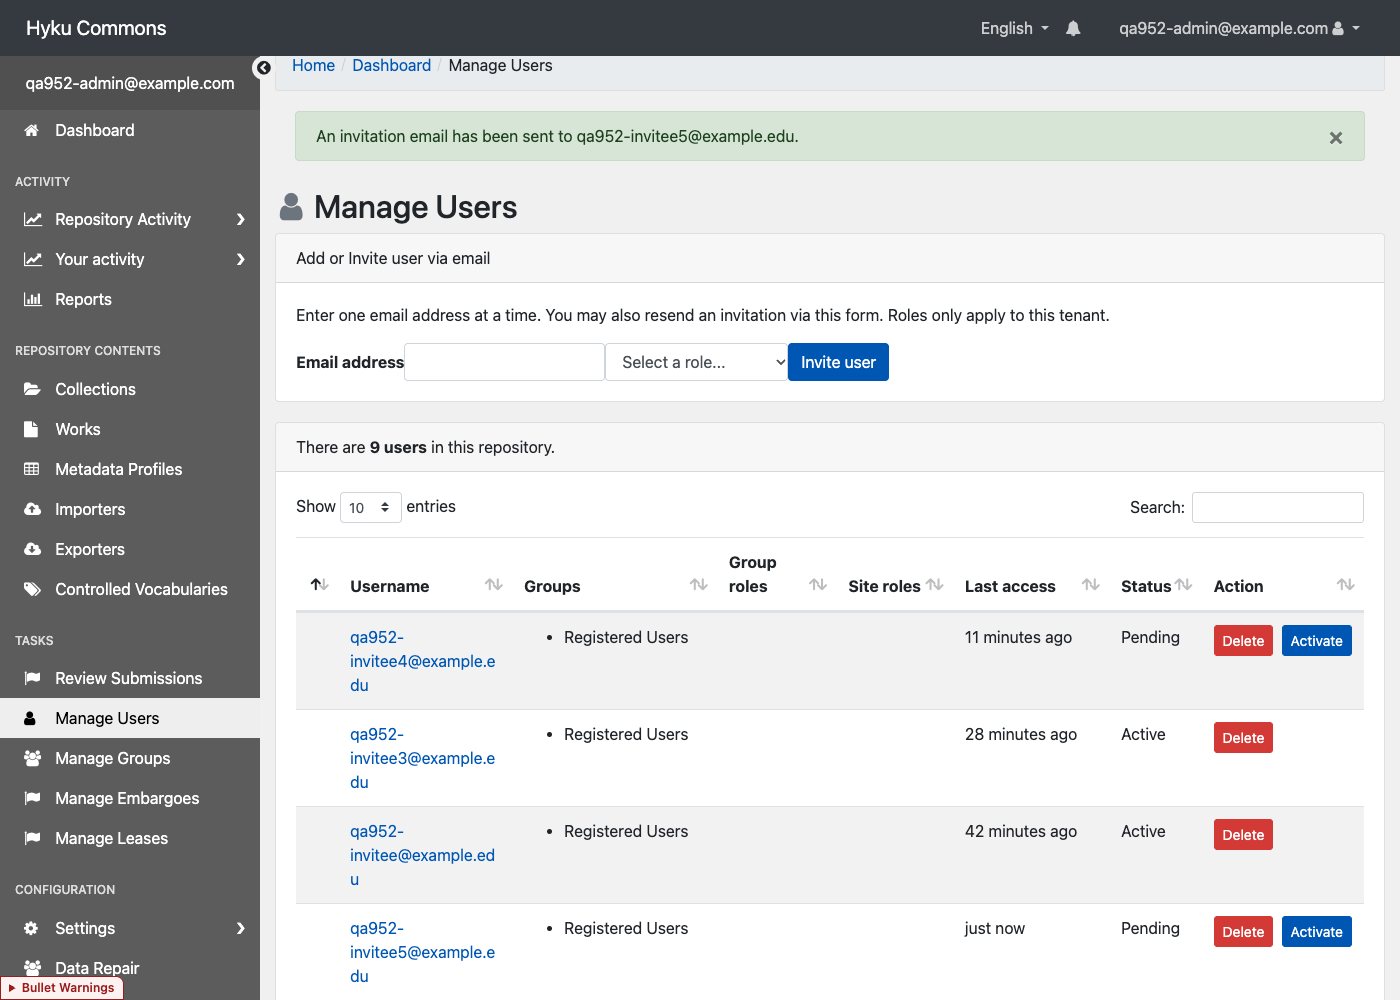 Hyku Commons
English
qa952-admin@example.com
qa952-admin@example.com
Dashboard
ACTIVITY
Repository Activity
Your activity
Reports
REPOSITORY CONTENTS
Collections
Works
Metadata Profiles
Importers
Exporters
Controlled Vocabularies
TASKS
Review Submissions
Manage Users
Manage Groups
Manage Embargoes
Manage Leases
CONFIGURATION
Settings
Data Repair
Bullet Warnings
Home / Dashboard / Manage Users
An invitation email has been sent to qa952-invitee5@example.edu.
Manage Users
Add or Invite user via email
Enter one email address at a time. You may also resend an invitation via this form. Roles only apply to this tenant.
Email address Select a role... Invite user
There are 9 users in this repository.
Show 10 entries
Search:
Username Groups Group roles Site roles Last access Status Action
qa952-
invitee4@example.e
du
Registered Users
11 minutes ago
Pending
Delete
Activate
qa952-
invitee3@example.e
du
Registered Users
28 minutes ago
Active
Delete
qa952-
invitee@example.ed
u
Registered Users
42 minutes ago
Active
Delete
qa952-
invitee5@example.e
du
Registered Users
just now
Pending
Delete
Activate